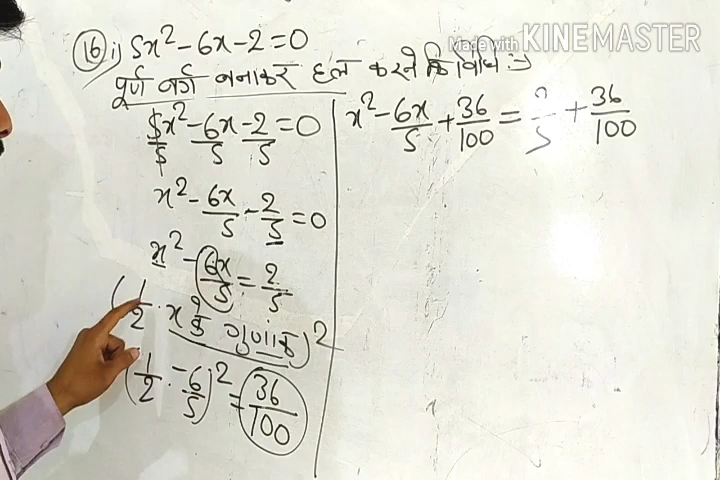 Made with KINEMASTER
(16) i) 5x² - 6x - 2 = 0
पूर्ण वर्ग बनाकर हल करने कि विधि :-
5x²/5 - 6x/5 - 2/5 = 0
x² - 6x/5 - 2/5 = 0
x² - 6x/5 = 2/5
(1/2 · x के गुणांक)²
(1/2 · -6/5)² = 36/100
x² - 6x/5 + 36/100 = 2/5 + 36/100